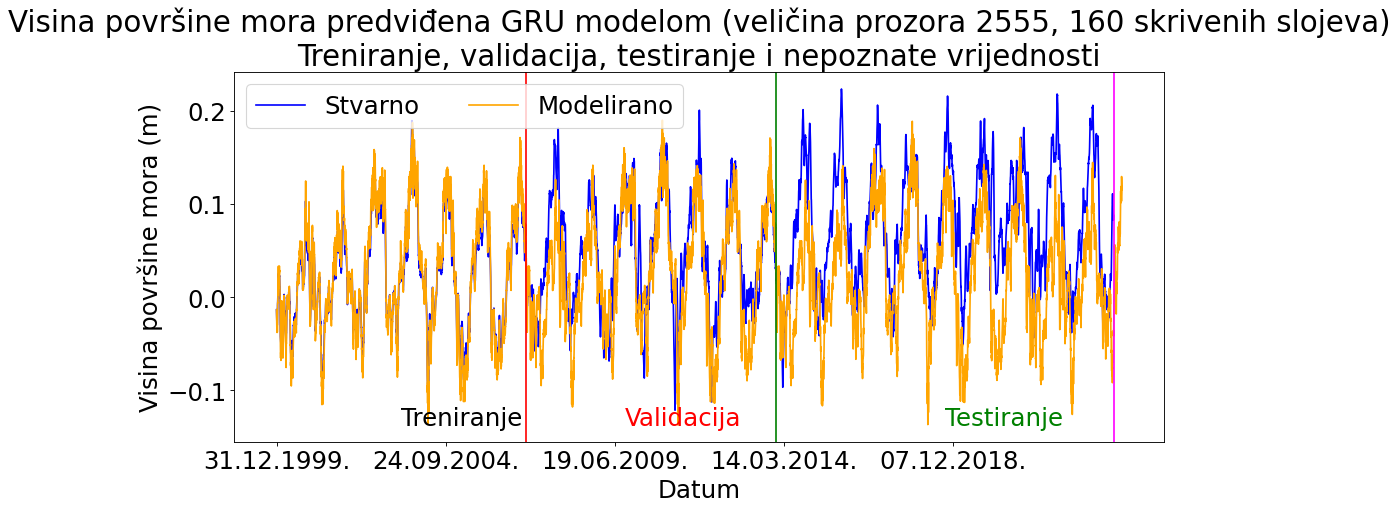 Visina površine mora predviđena GRU modelom (veličina prozora 2555, 160 skrivenih slojeva)
Treniranje, validacija, testiranje i nepoznate vrijednosti
Stvarno Modelirano
Visina površine mora (m)
0.2
0.1
0.0
−0.1
Treniranje Validacija Testiranje
31.12.1999. 24.09.2004. 19.06.2009. 14.03.2014. 07.12.2018.
Datum